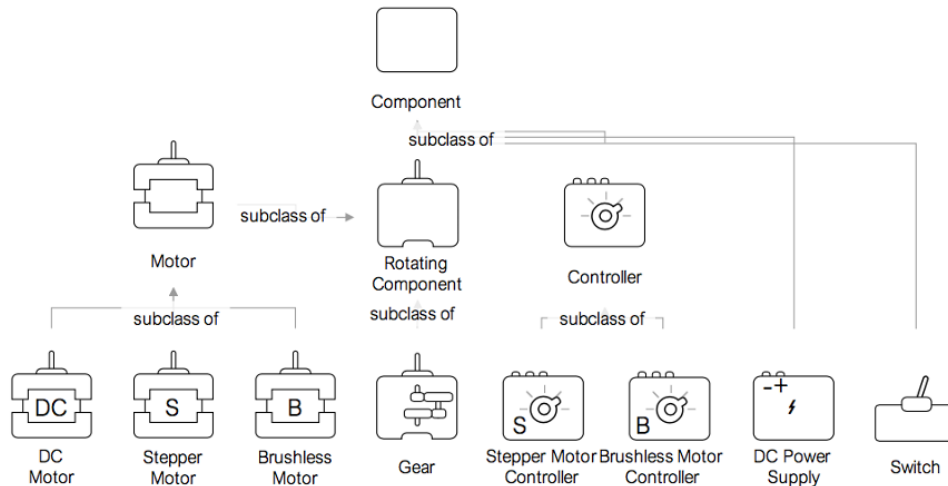 Component
subclass of
Motor
subclass of
Rotating
Component
Controller
subclass of
subclass of
subclass of
DC
S
B
S
B
-+
DC
Motor
Stepper
Motor
Brushless
Motor
Gear
Stepper Motor
Controller
Brushless Motor
Controller
DC Power
Supply
Switch